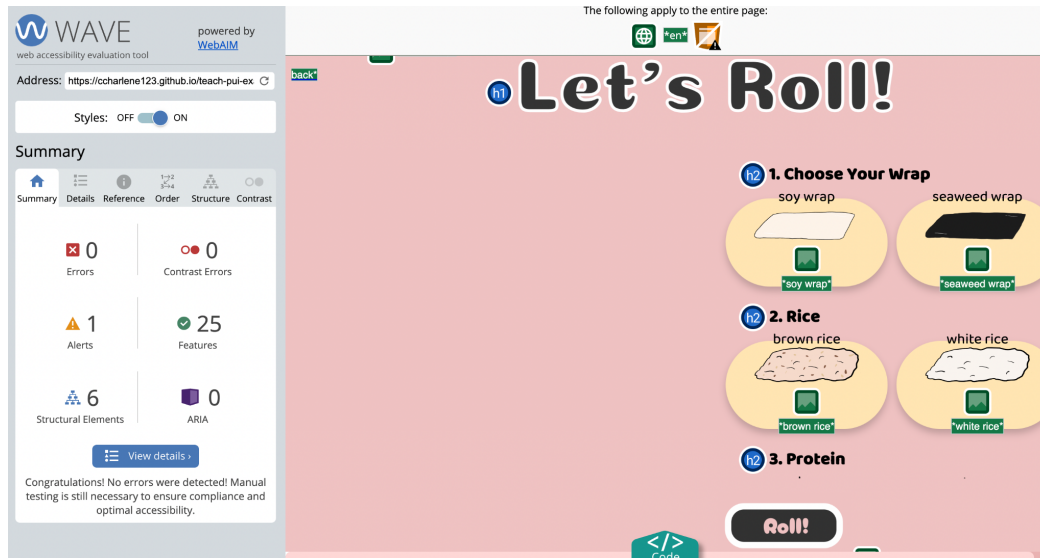 WAVE
powered by
WebAIM
web accessibility evaluation tool
Address: https://ccharlene123.github.io/teach-pui-ex
Styles: OFF ON
Summary
Summary Details Reference Order Structure Contrast
0
Errors
0
Contrast Errors
1
Alerts
25
Features
6
Structural Elements
0
ARIA
View details ›
Congratulations! No errors were detected! Manual
testing is still necessary to ensure compliance and
optimal accessibility.
The following apply to the entire page:
*en*
back*
h1 Let's Roll!
h2 1. Choose Your Wrap
soy wrap
seaweed wrap
*soy wrap*
*seaweed wrap*
h2 2. Rice
brown rice
white rice
*brown rice*
*white rice*
h2 3. Protein
Roll!
</>
Code